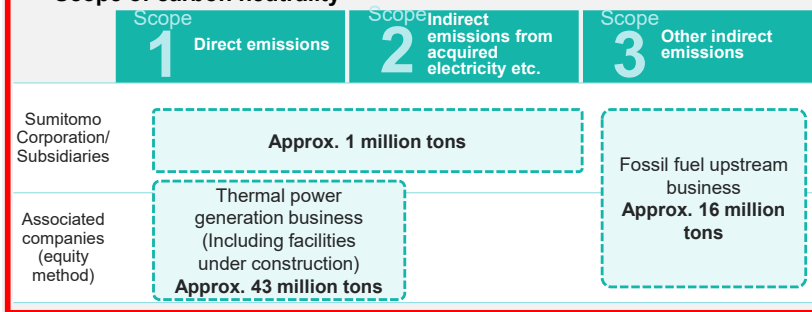 Scope of carbon neutrality
Scope
1 Direct emissions
Scope
2 Indirect
emissions from
acquired
electricity etc.
Scope
3 Other indirect
emissions
Sumitomo
Corporation/
Subsidiaries
Approx. 1 million tons
Fossil fuel upstream
business
Approx. 16 million
tons
Associated
companies
(equity
method)
Thermal power
generation business
(Including facilities
under construction)
Approx. 43 million tons